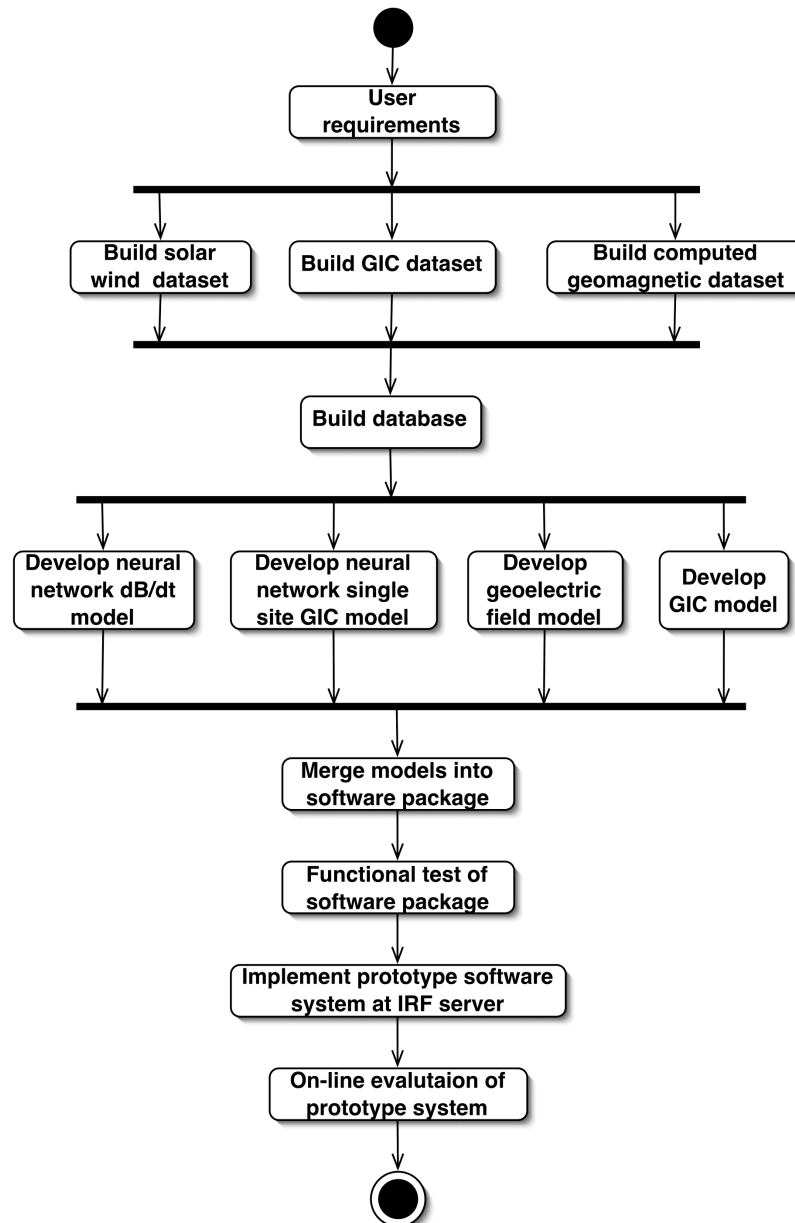 User
requirements
Build solar
wind  dataset
Build GIC dataset
Build computed
geomagnetic dataset
Build database
Develop neural
network dB/dt
model
Develop neural
network single
site GIC model
Develop
geoelectric
field model
Develop
GIC model
Merge models into
software package
Functional test of
software package
Implement prototype software
system at IRF server
On-line evalutaion of
prototype system